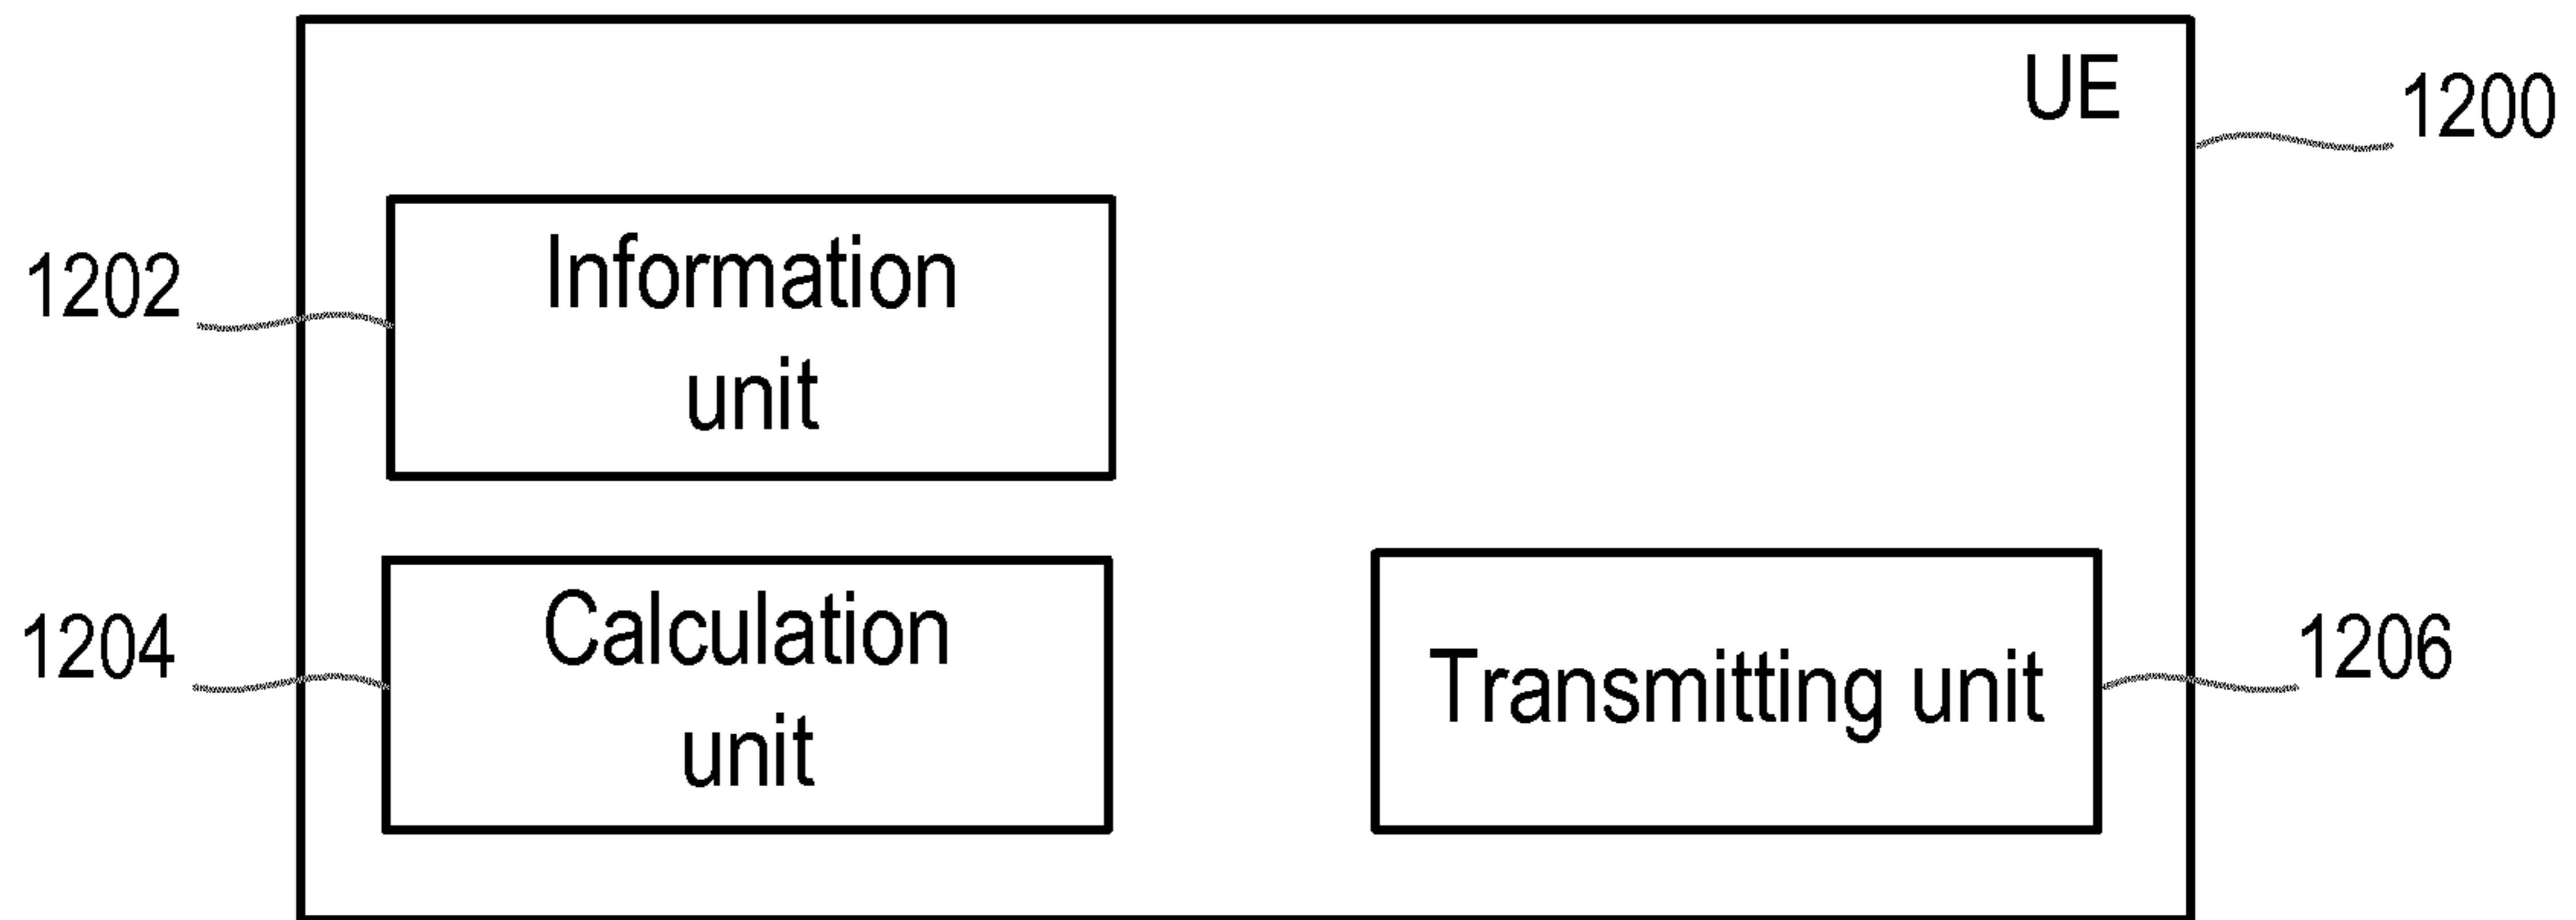 UE
1200
Information
unit
1202
Calculation
unit
1204
Transmitting unit
1206